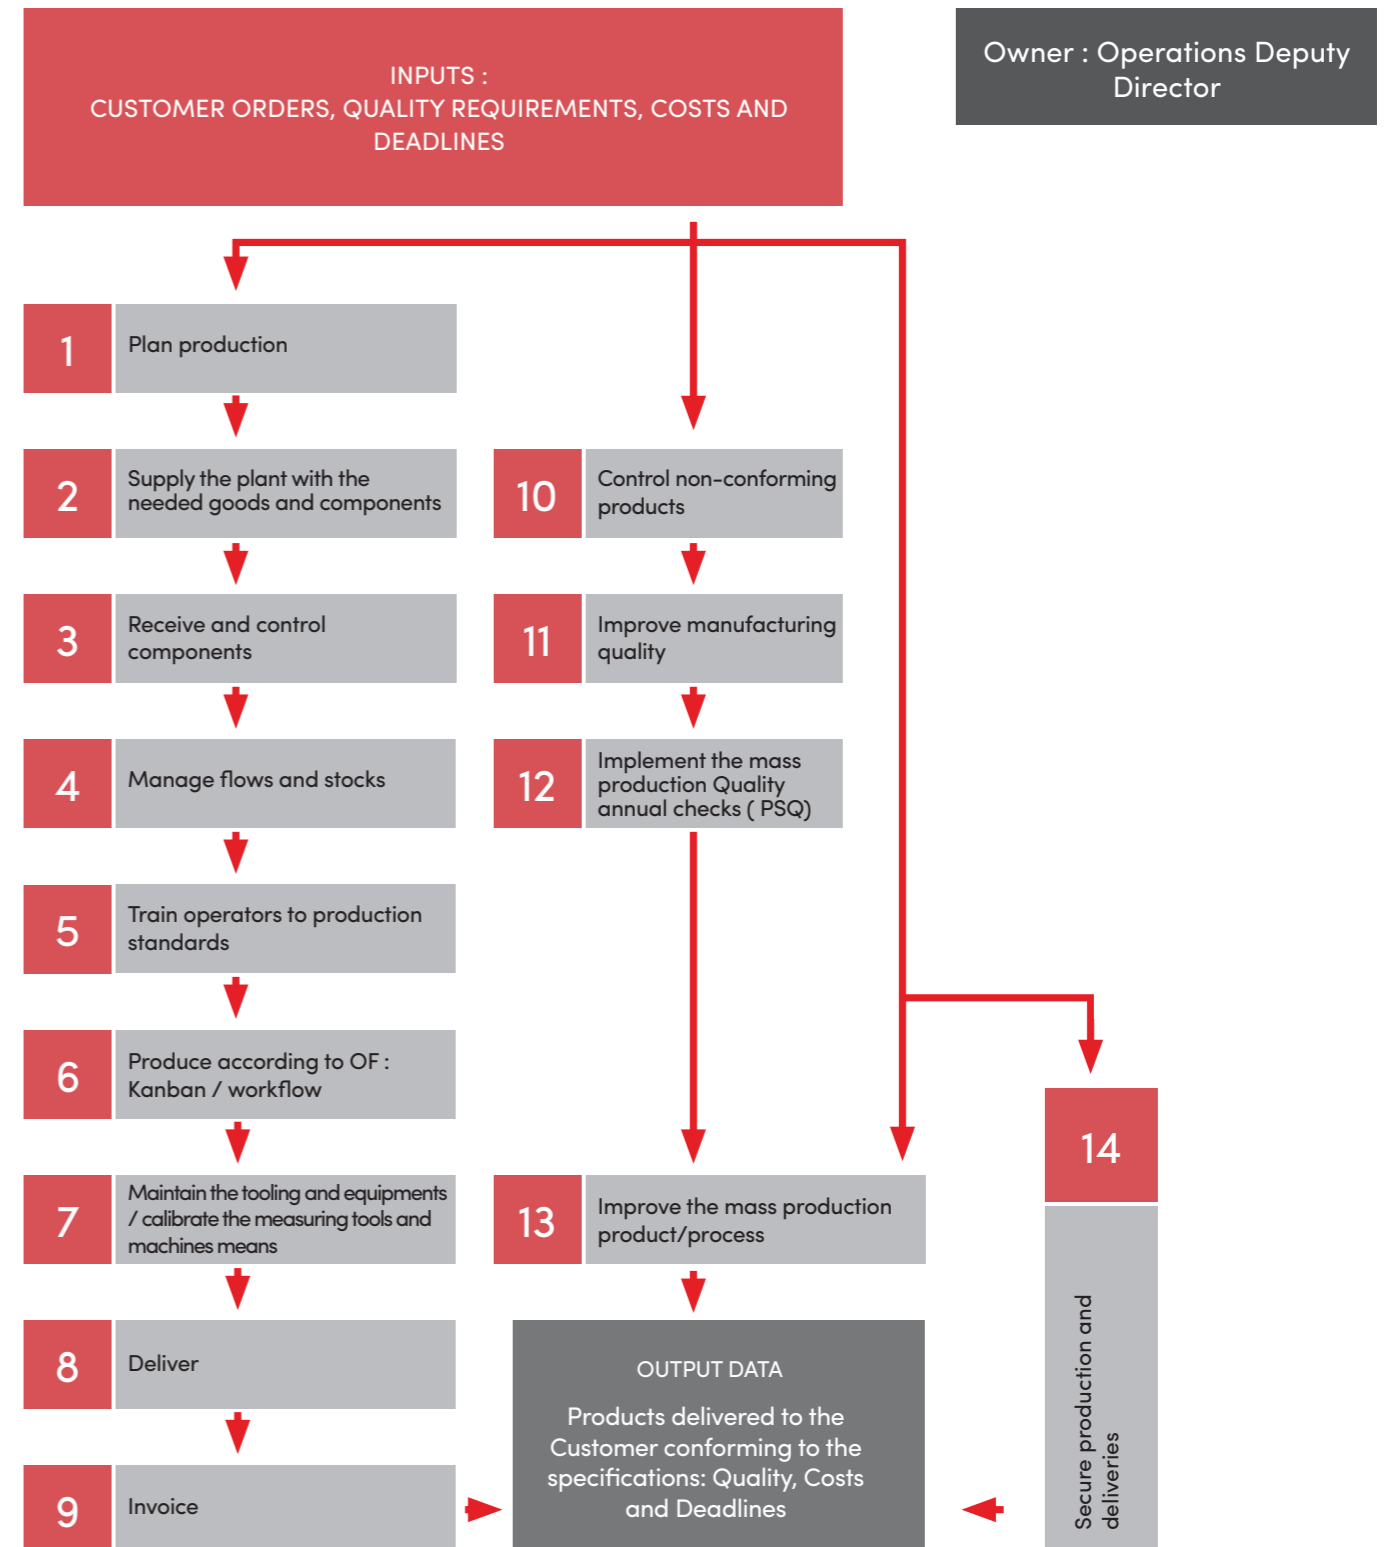 INPUTS :
CUSTOMER ORDERS, QUALITY REQUIREMENTS, COSTS AND
DEADLINES
Owner : Operations Deputy
Director
1
Plan production
2
Supply the plant with the
needed goods and components
3
Receive and control
components
4
Manage flows and stocks
5
Train operators to production
standards
6
Produce according to OF :
Kanban / workflow
7
Maintain the tooling and equipments
/ calibrate the measuring tools and
machines means
8
Deliver
9
Invoice
10
Control non-conforming
products
11
Improve manufacturing
quality
12
Implement the mass
production Quality
annual checks ( PSQ)
13
Improve the mass production
product/process
14
Secure production and
deliveries
OUTPUT DATA
Products delivered to the
Customer conforming to the
specifications: Quality, Costs
and Deadlines